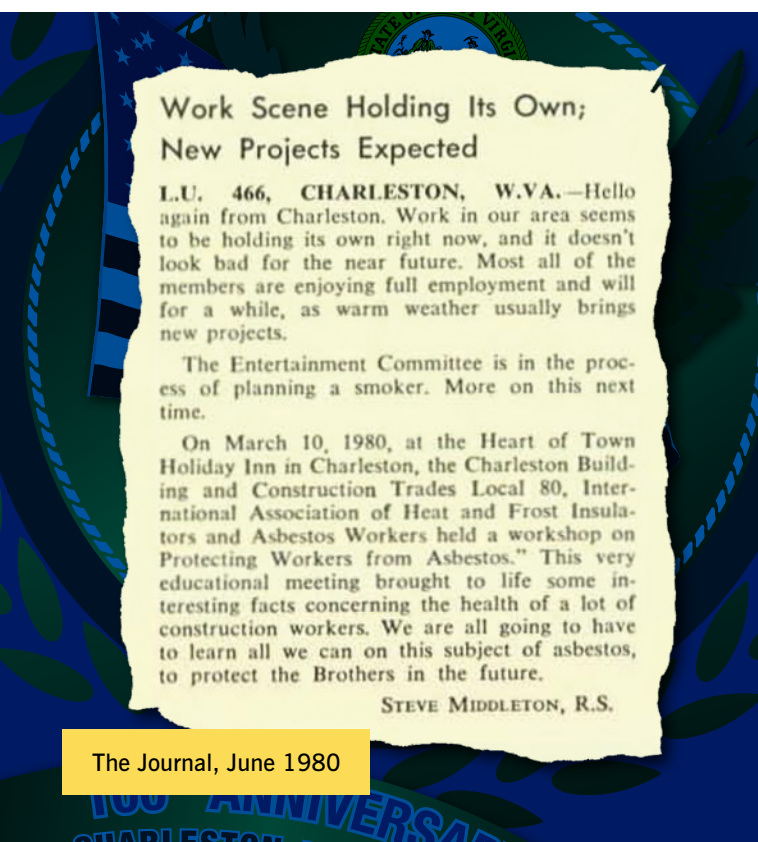 STATE OF WEST VIRGI
Work Scene Holding Its Own;
New Projects Expected
L.U. 466, CHARLESTON, W.VA.—Hello
again from Charleston. Work in our area seems
to be holding its own right now, and it doesn't
look bad for the near future. Most all of the
members are enjoying full employment and will
for a while, as warm weather usually brings
new projects.
The Entertainment Committee is in the proc-
ess of planning a smoker. More on this next
time.
On March 10, 1980, at the Heart of Town
Holiday Inn in Charleston, the Charleston Build-
ing and Construction Trades Local 80, Inter-
national Association of Heat and Frost Insula-
tors and Asbestos Workers held a workshop on
Protecting Workers from Asbestos." This very
educational meeting brought to life some in-
teresting facts concerning the health of a lot of
construction workers. We are all going to have
to learn all we can on this subject of asbestos,
to protect the Brothers in the future.
STEVE MIDDLETON, R.S.
The Journal, June 1980
100 ANNIVERSA
CHARLESTON